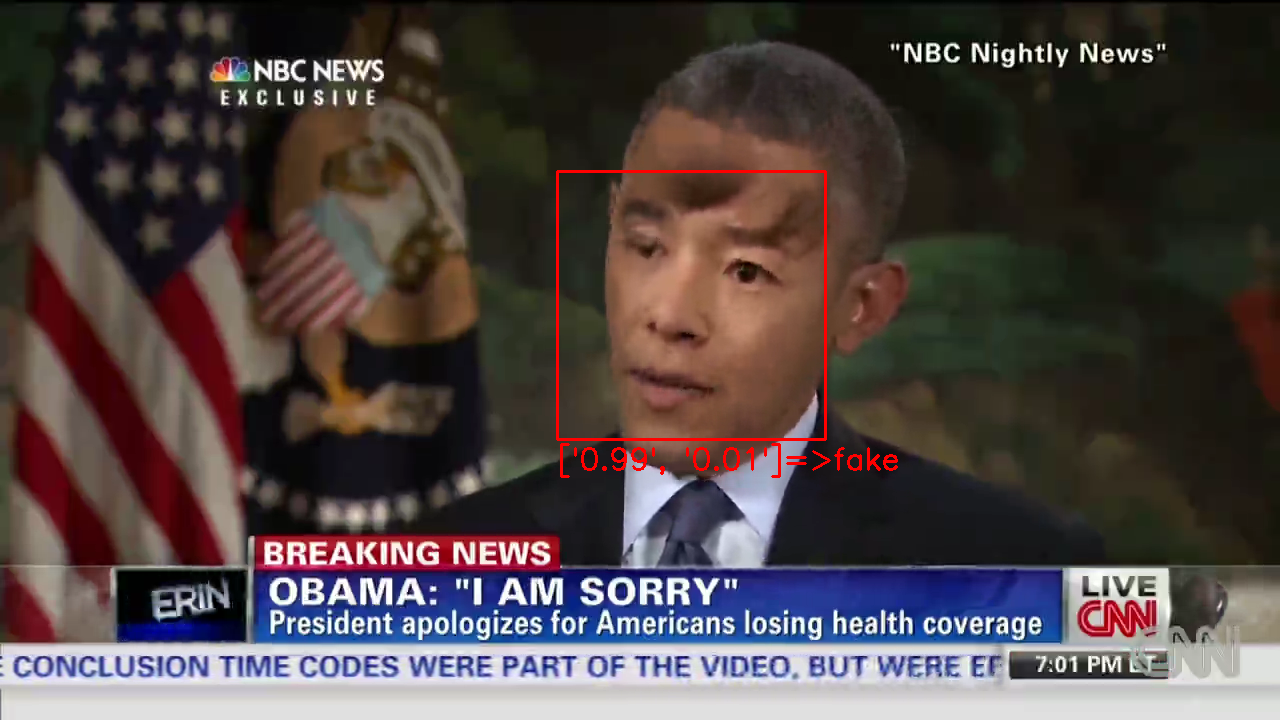 NBC NEWS
EXCLUSIVE
"NBC Nightly News"
['0.99', '0.01']=>fake
BREAKING NEWS
ERIN
OBAMA: "I AM SORRY"
President apologizes for Americans losing health coverage
LIVE
CNN
CONCLUSION TIME CODES WERE PART OF THE VIDEO, BUT WERE
7:01 PM ET
CNN